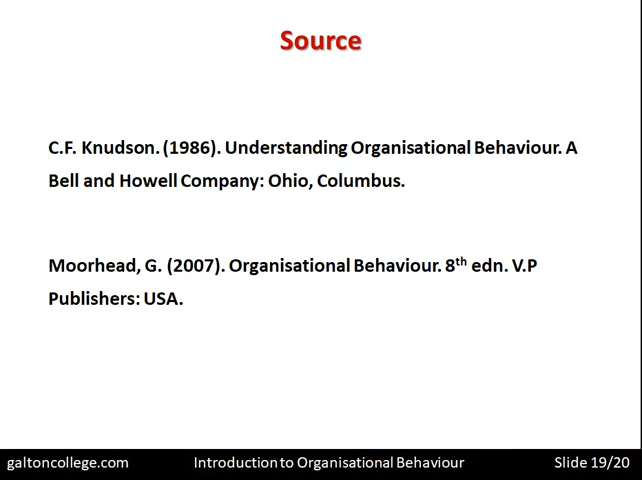 Source
C.F. Knudson. (1986). Understanding Organisational Behaviour. A
Bell and Howell Company: Ohio, Columbus.
Moorhead, G. (2007). Organisational Behaviour. 8th edn. V.P
Publishers: USA.
galtoncollege.com Introduction to Organisational Behaviour Slide 19/20